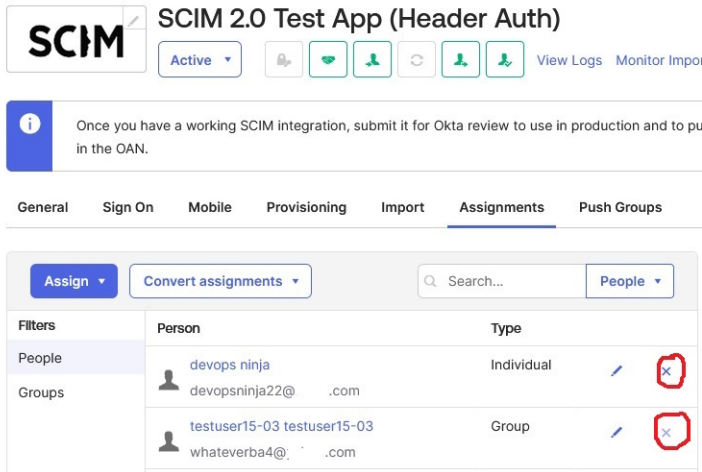 SCIM
SCIM 2.0 Test App (Header Auth)
Active
View Logs
Monitor Impor
Once you have a working SCIM integration, submit it for Okta review to use in production and to pu
in the OAN.
General Sign On Mobile Provisioning Import Assignments Push Groups
Assign
Convert assignments
Search...
People
Filters
People
Groups
Person Type
devops ninja Individual
devopsninja22@ .com
testuser15-03 testuser15-03 Group
whateverba4@ .com